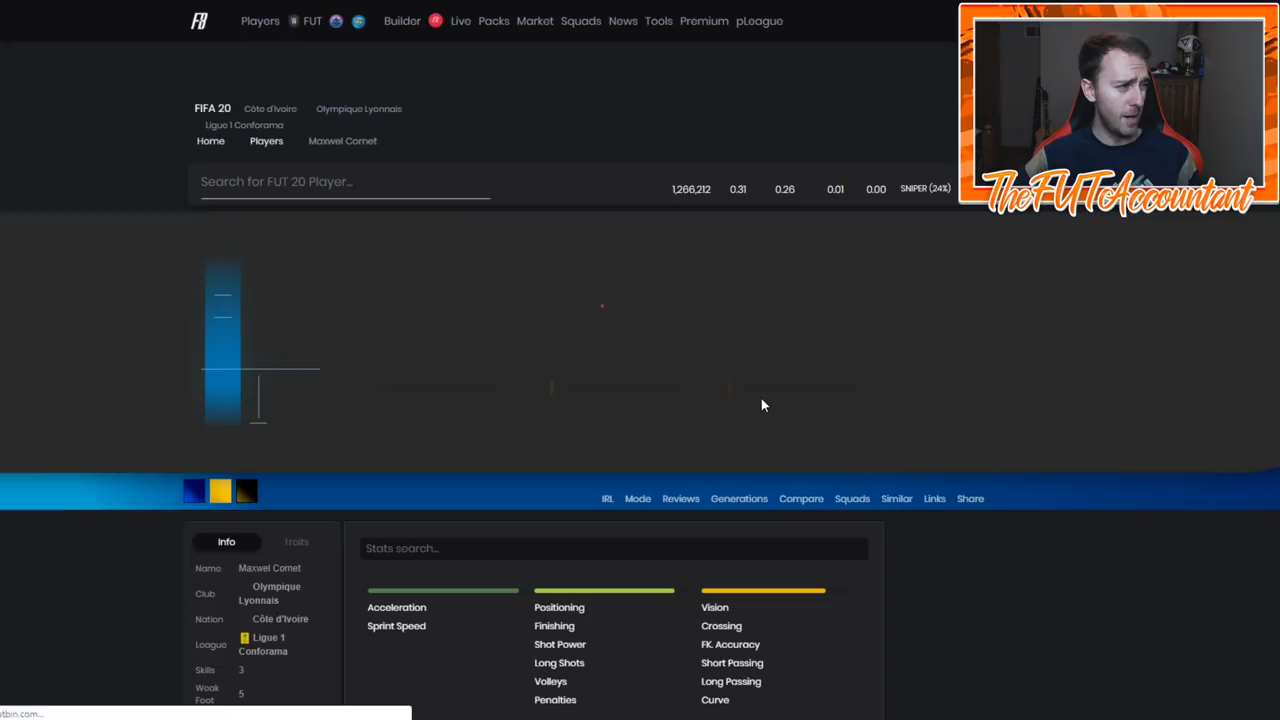 FB Players FUT Builder Live Packs Market Squads News Tools Premium pLeague
FIFA 20 Côte d'Ivoire Olympique Lyonnais
Ligue 1 Conforama
Home Players Maxwel Cornet
Search for FUT 20 Player...
1,266,212 0.31 0.26 0.01 0.00 SNIPER (24%)
TheFUTAccountant
IRL Mode Reviews Generations Compare Squads Similar Links Share
Info Traits
Name Maxwel Cornet
Club Olympique
Lyonnais
Nation Côte d'Ivoire
League Ligue 1
Conforama
Skills 3
Weak
Foot 5
Stats search...
Acceleration Positioning Vision
Sprint Speed Finishing Crossing
Shot Power FK. Accuracy
Long Shots Short Passing
Volleys Long Passing
Penalties Curve